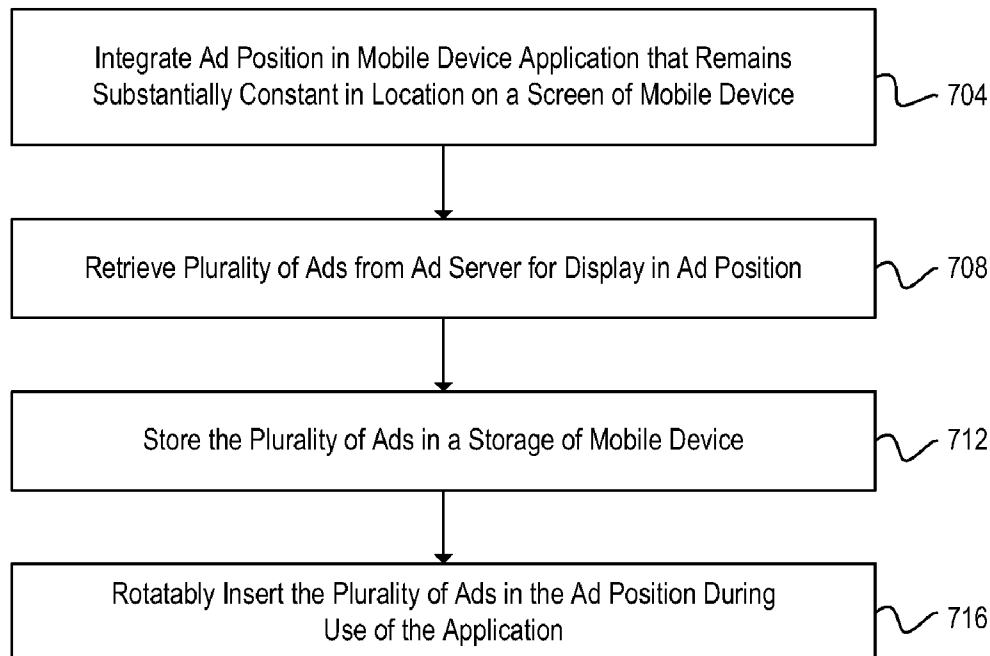 Integrate Ad Position in Mobile Device Application that Remains
Substantially Constant in Location on a Screen of Mobile Device
704
Retrieve Plurality of Ads from Ad Server for Display in Ad Position
708
Store the Plurality of Ads in a Storage of Mobile Device
712
Rotatably Insert the Plurality of Ads in the Ad Position During
Use of the Application
716